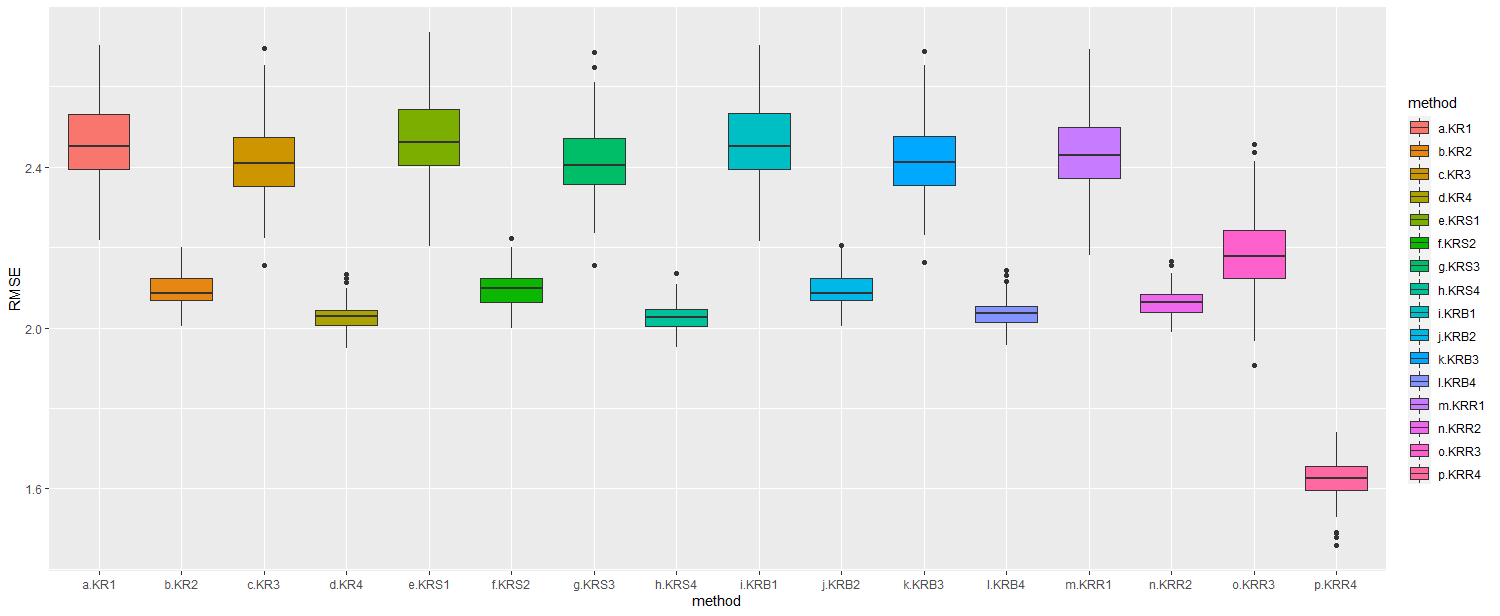 RMSE
2.4
2.0
1.6
a.KR1 b.KR2 c.KR3 d.KR4 e.KRS1 f.KRS2 g.KRS3 h.KRS4 i.KRB1 j.KRB2 k.KRB3 l.KRB4 m.KRR1 n.KRR2 o.KRR3 p.KRR4
method
method
a.KR1
b.KR2
c.KR3
d.KR4
e.KRS1
f.KRS2
g.KRS3
h.KRS4
i.KRB1
j.KRB2
k.KRB3
l.KRB4
m.KRR1
n.KRR2
o.KRR3
p.KRR4